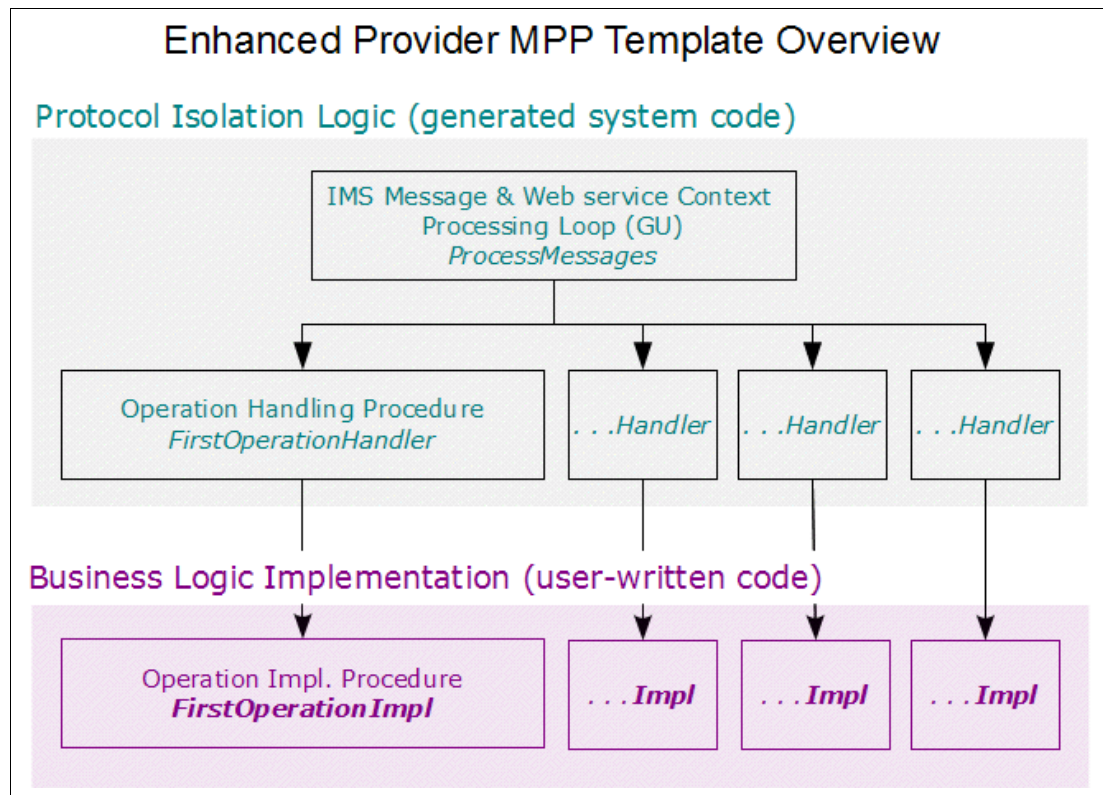 Enhanced Provider MPP Template Overview
Protocol Isolation Logic (generated system code)
IMS Message & Web service Context
Processing Loop (GU)
ProcessMessages
Operation Handling Procedure
FirstOperationHandler
. . .Handler
. . .Handler
. . .Handler
Business Logic Implementation (user-written code)
Operation Impl. Procedure
FirstOperationImpl
. . .Impl
. . .Impl
. . .Impl